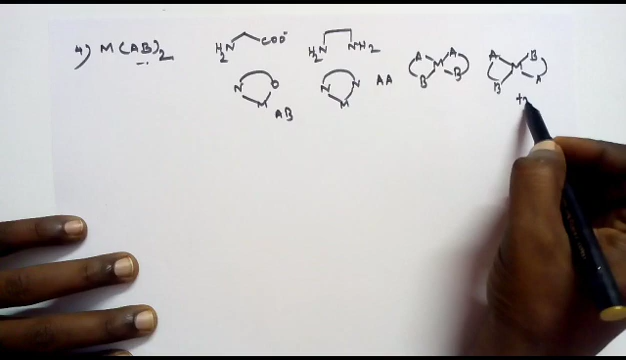 4) M(AB)2
H2N COO-
H2N NH2
N O M AB
N N M AA
A A M B B
A B M B A
t